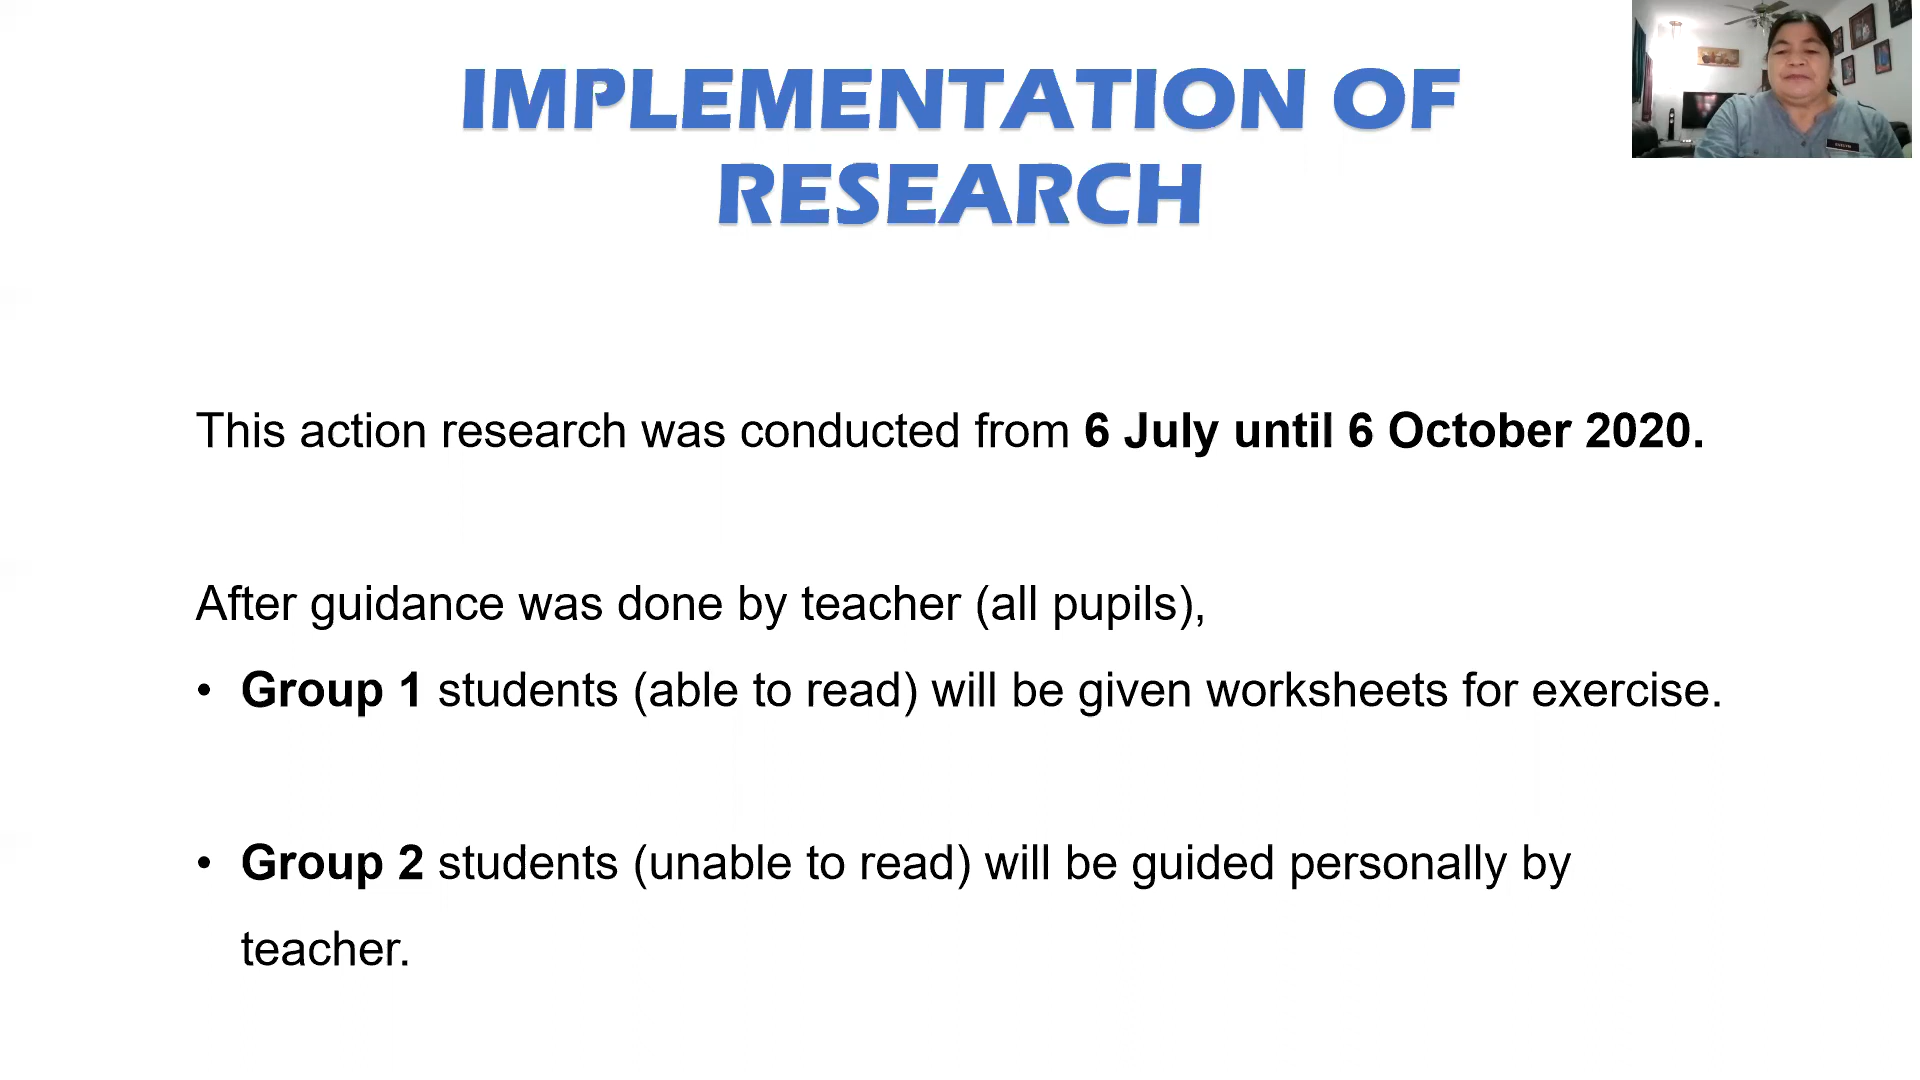 IMPLEMENTATION OF
RESEARCH
EVELYN
This action research was conducted from 6 July until 6 October 2020.
After guidance was done by teacher (all pupils),
• Group 1 students (able to read) will be given worksheets for exercise.
• Group 2 students (unable to read) will be guided personally by
teacher.